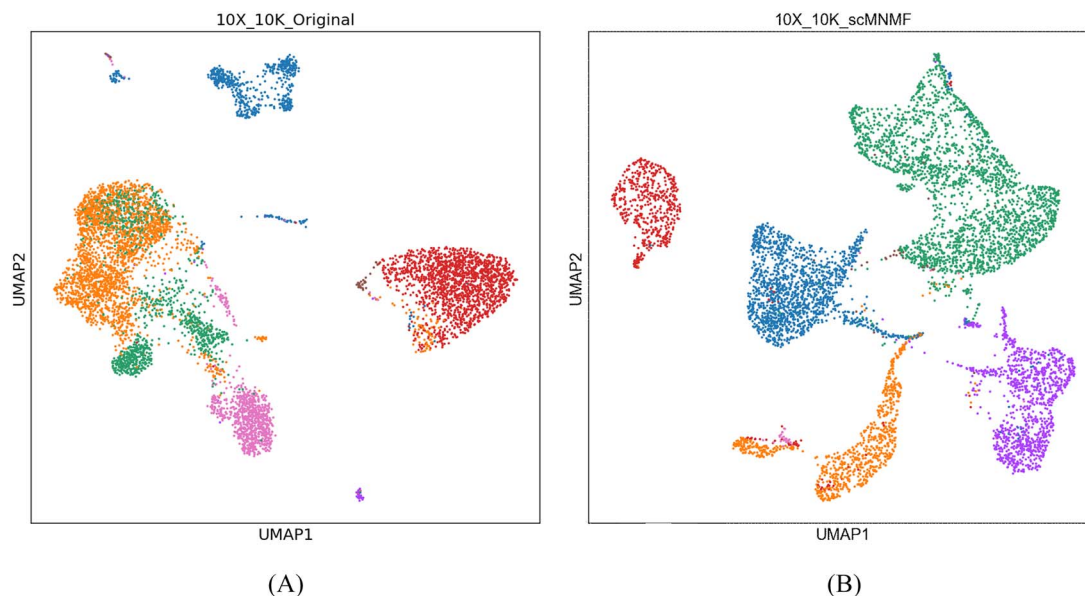 10X_10K_Original
10X_10K_scMNMF
UMAP2
UMAP2
UMAP1
UMAP1
(A)
(B)